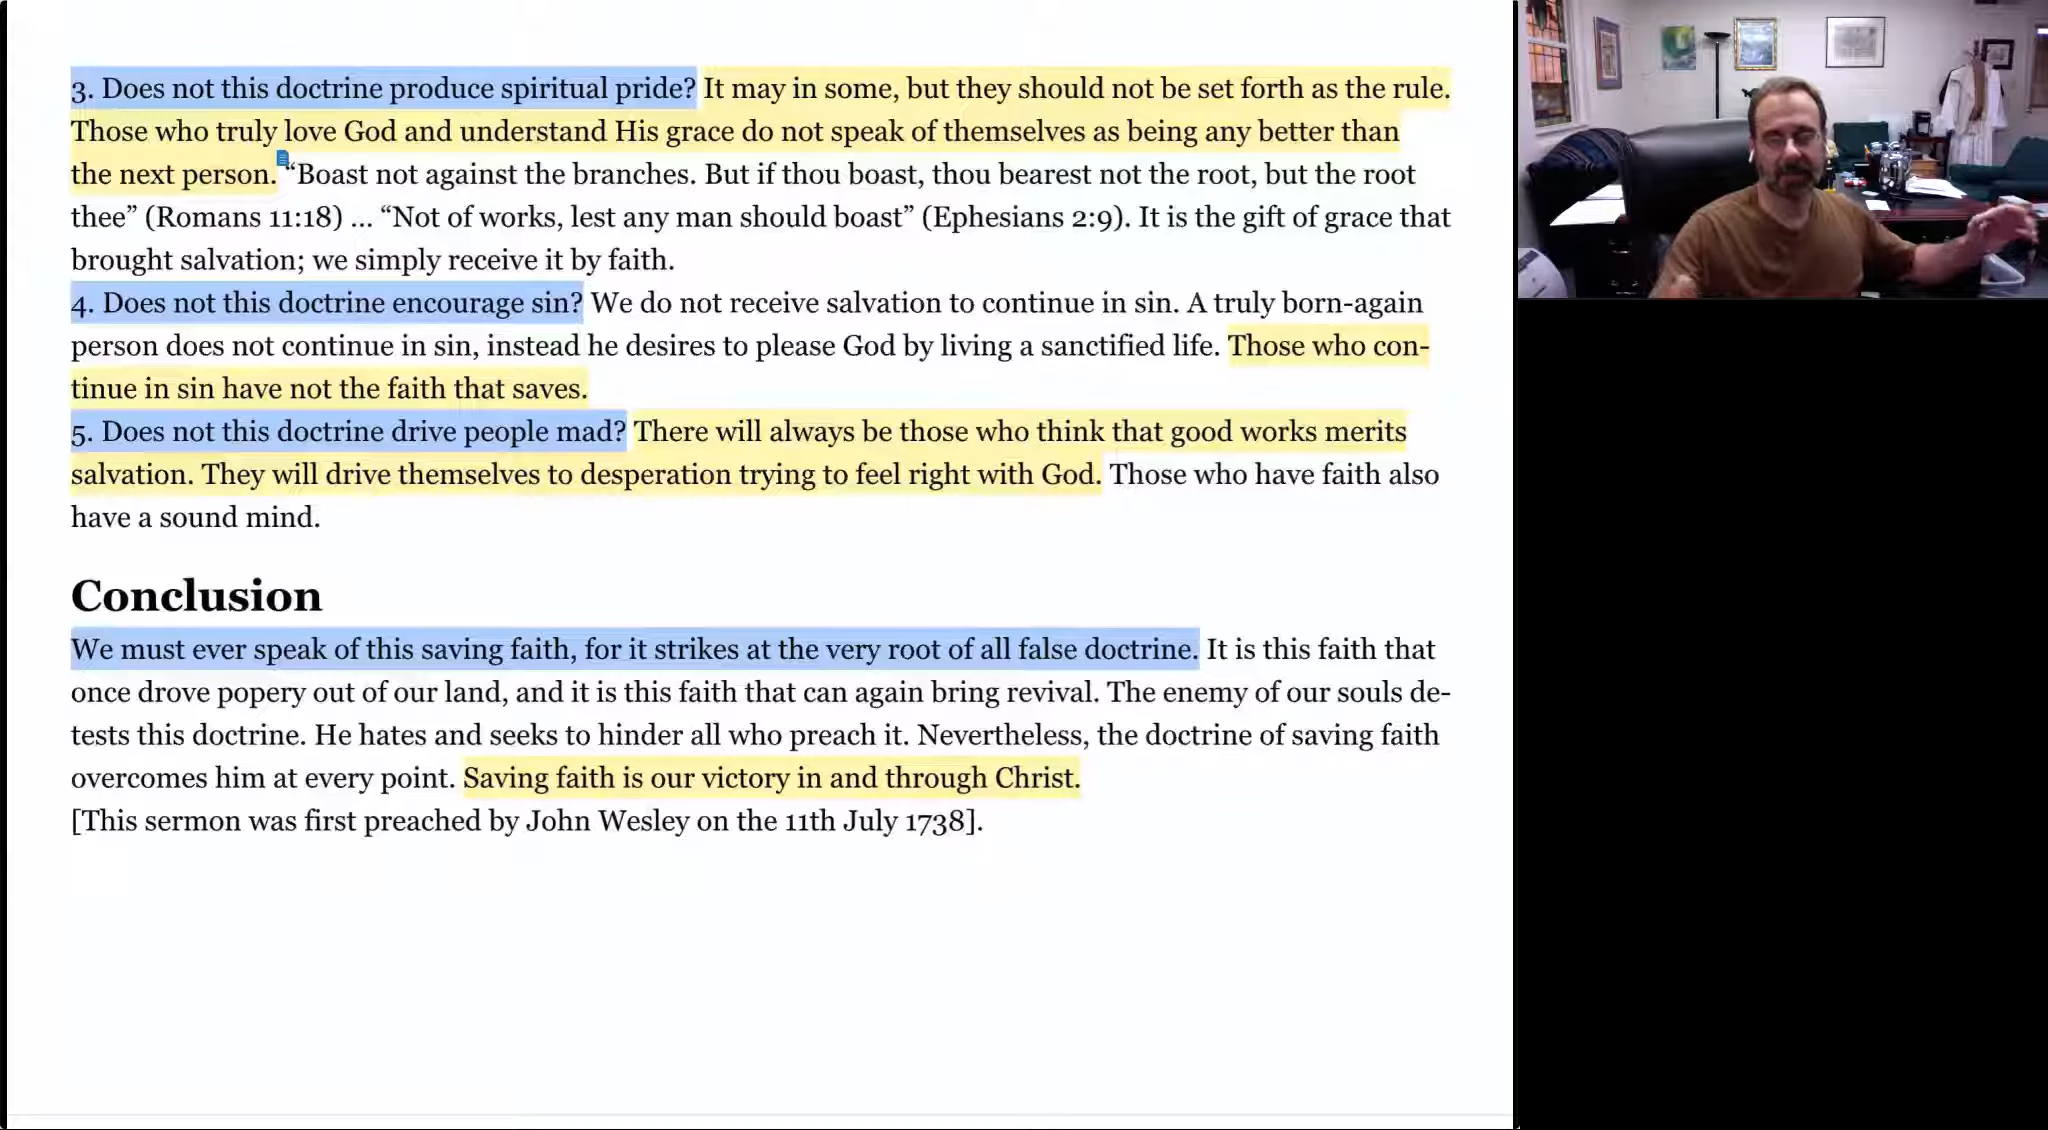 3. Does not this doctrine produce spiritual pride? It may in some, but they should not be set forth as the rule.
Those who truly love God and understand His grace do not speak of themselves as being any better than
the next person. “Boast not against the branches. But if thou boast, thou bearest not the root, but the root
thee” (Romans 11:18) ... “Not of works, lest any man should boast” (Ephesians 2:9). It is the gift of grace that
brought salvation; we simply receive it by faith.
4. Does not this doctrine encourage sin? We do not receive salvation to continue in sin. A truly born-again
person does not continue in sin, instead he desires to please God by living a sanctified life. Those who con-
tinue in sin have not the faith that saves.
5. Does not this doctrine drive people mad? There will always be those who think that good works merits
salvation. They will drive themselves to desperation trying to feel right with God. Those who have faith also
have a sound mind.
Conclusion
We must ever speak of this saving faith, for it strikes at the very root of all false doctrine. It is this faith that
once drove popery out of our land, and it is this faith that can again bring revival. The enemy of our souls de-
tests this doctrine. He hates and seeks to hinder all who preach it. Nevertheless, the doctrine of saving faith
overcomes him at every point. Saving faith is our victory in and through Christ.
[This sermon was first preached by John Wesley on the 11th July 1738].